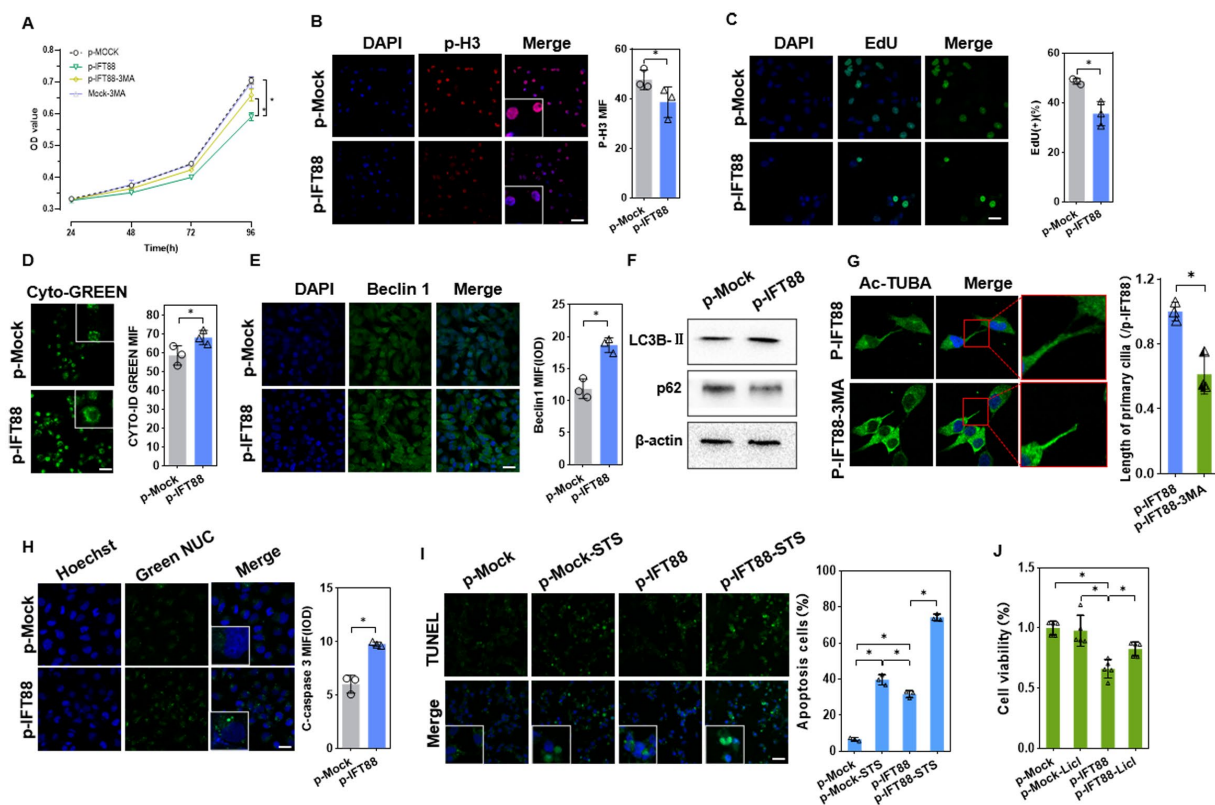 A
0.8
0.7
0.6
0.5
0.4
0.3
OD value
24
48
72
96
Time(h)
p-MOCK
p-IFT88
p-IFT88-3MA
Mock-3MA
*
*
*
B
DAPI
p-H3
Merge
p-Mock
p-IFT88
P-H3 MIF
60
40
20
0
*
p-Mock
p-IFT88
C
DAPI
EdU
Merge
p-Mock
p-IFT88
EdU(+)(%)
60
40
20
0
*
p-Mock
p-IFT88
D
Cyto-GREEN
p-Mock
p-IFT88
CYTO-ID GREEN MIF
90
80
70
60
50
40
30
20
10
0
*
p-Mock
p-IFT88
E
DAPI
Beclin 1
Merge
p-Mock
p-IFT88
Beclin1 MIF(IOD)
25
20
15
10
5
0
*
p-Mock
p-IFT88
F
p-Mock
p-IFT88
LC3B-Ⅱ
p62
β-actin
G
Ac-TUBA
Merge
P-IFT88
P-IFT88-3MA
Length of primary cilia(/p-IFT88)
1.2
0.9
0.6
0.3
0.0
*
p-IFT88
p-IFT88-3MA
H
Hoechst
Green NUC
Merge
p-Mock
p-IFT88
C-caspase 3 MIF(IOD)
15
10
5
0
*
p-Mock
p-IFT88
I
p-Mock
p-Mock-STS
p-IFT88
p-IFT88-STS
TUNEL
Merge
Apoptosis cells (%)
100
80
60
40
20
0
*
*
*
*
p-Mock
p-Mock-STS
p-IFT88
p-IFT88-STS
J
Cell viability (%)
1.5
1.0
0.5
0.0
*
*
*
p-Mock
p-Mock-Licl
p-IFT88
p-IFT88-Licl